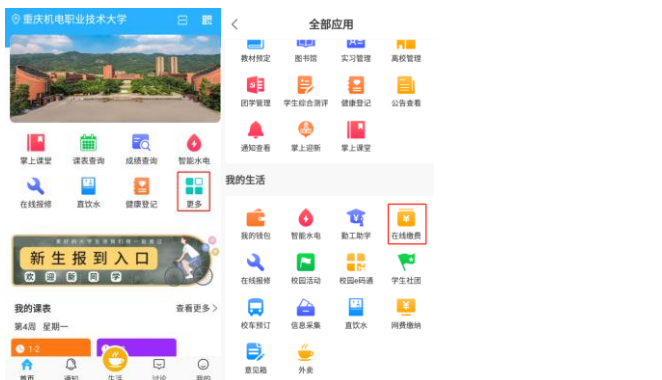 重庆机电职业技术大学
掌上课堂 课表查询 成绩查询 智能水电
在线报修 直饮水 健康登记 更多
新生报到入口
欢迎新同学
我的课表 查看更多>
第4周 星期一
1-2
首页 通知 生活 讨论 我的
全部应用
教材预定 图书馆 实习管理 离校管理
团学管理 学生综合测评 健康登记 公告查看
通知查看 掌上迎新 掌上课堂
我的生活
我的钱包 智能水电 勤工助学 在线缴费
在线报修 校园活动 校园e码通 学生社团
校车预订 信息采集 直饮水 网费缴纳
意见箱 外卖